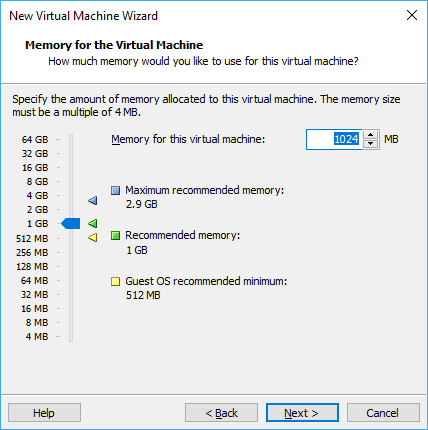 New Virtual Machine Wizard
Memory for the Virtual Machine
How much memory would you like to use for this virtual machine?
Specify the amount of memory allocated to this virtual machine. The memory size
must be a multiple of 4 MB.
Memory for this virtual machine: 1024 MB
64 GB
32 GB
16 GB
8 GB
4 GB
2 GB
1 GB
512 MB
256 MB
128 MB
64 MB
32 MB
16 MB
8 MB
4 MB
Maximum recommended memory:
2.9 GB
Recommended memory:
1 GB
Guest OS recommended minimum:
512 MB
Help
< Back
Next >
Cancel